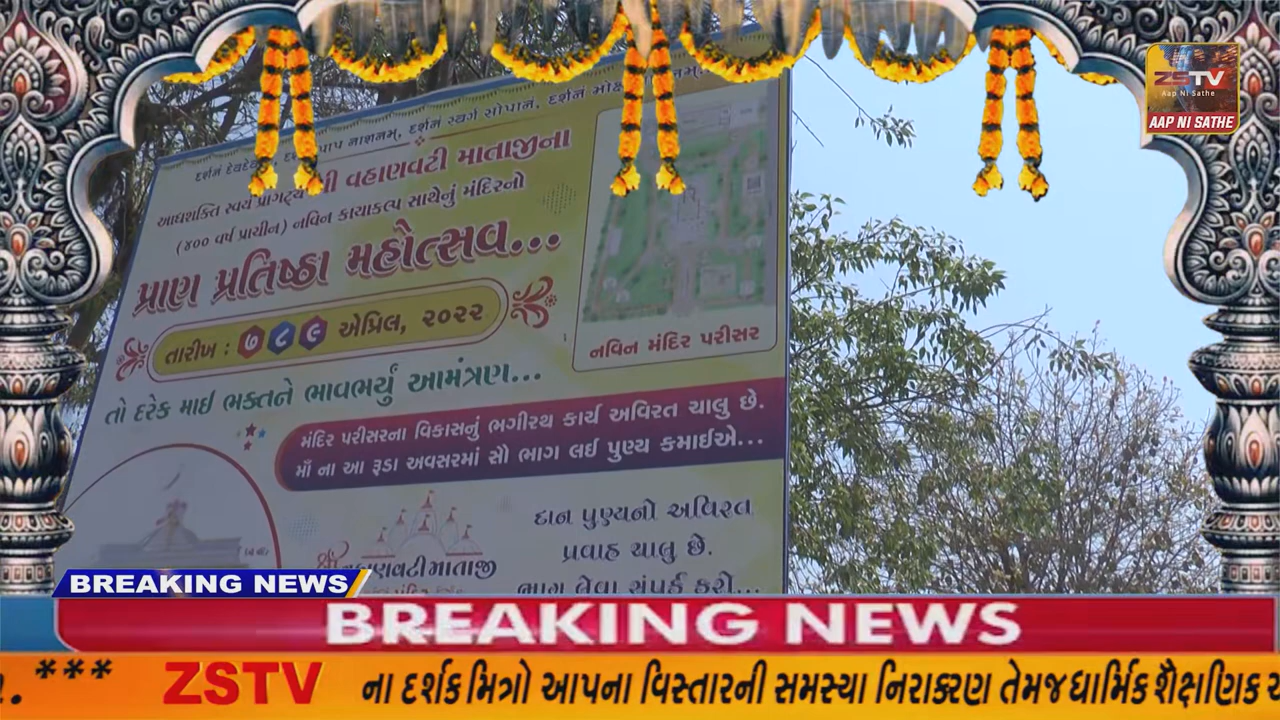 દર્શનં સ્વર્ગ સોપાનં, દર્શનં
પાપ નાશનમ્,
આદ્યશક્તિ સ્વયં પ્રાગટ્ય શ્રી વહાણવટી માતાજીના
(૪૦૦ વર્ષ પ્રાચીન) નવિન કાયાકલ્પ સાથેનું મંદિરનો
પ્રાણ પ્રતિષ્ઠા મહોત્સવ...
તારીખ : ૭ ૮ ૯ એપ્રિલ, ૨૦૨૨
નવિન મંદિર પરીસર
તો દરેક માઇ ભક્તને ભાવભર્યું આમંત્રણ...
મંદિર પરીસરના વિકાસનું ભગીરથ કાર્ય અવિરત ચાલુ છે.
માઁ ના આ રૂડા અવસરમાં સૌ ભાગ લઈ પુણ્ય કમાઈએ...
દાન પુણ્યનો અવિરત
પ્રવાહ ચાલુ છે.
ભાગ લેવા સંપર્ક કરો...
શ્રી વહાણવટી માતાજી
ZSTV
Aap Ni Sathe
AAP NI SATHE
BREAKING NEWS
BREAKING NEWS
*** ZSTV ના દર્શક મિત્રો આપના વિસ્તારની સમસ્યા નિરાકરણ તેમજ ધાર્મિક શૈક્ષણિક